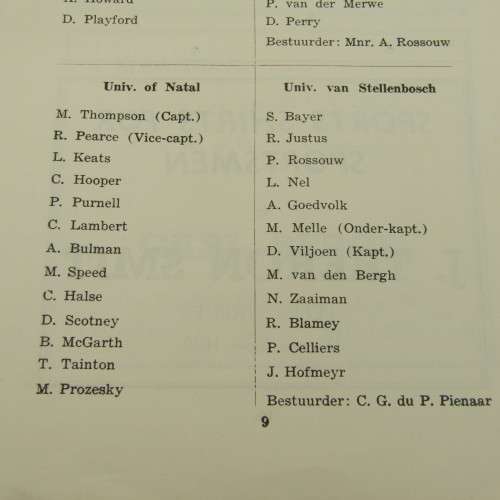 A. Howard
D. Playford
P. van der Merwe
D. Perry
Bestuurder: Mnr. A. Rossouw
Univ. of Natal
M. Thompson (Capt.)
R. Pearce (Vice-capt.)
L. Keats
C. Hooper
P. Purnell
C. Lambert
A. Bulman
M. Speed
C. Halse
D. Scotney
B. McGarth
T. Tainton
M. Prozesky
Univ. van Stellenbosch
S. Bayer
R. Justus
P. Rossouw
L. Nel
A. Goedvolk
M. Melle (Onder-kapt.)
D. Viljoen (Kapt.)
M. van den Bergh
N. Zaaiman
R. Blamey
P. Celliers
J. Hofmeyr
Bestuurder: C. G. du P. Pienaar
9